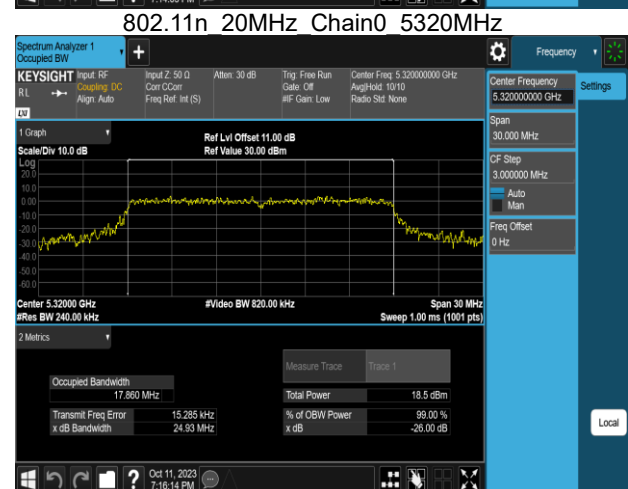 802.11n_20MHz_Chain0_5320MHz
Spectrum Analyzer 1
Occupied BW
+
Frequency
KEYSIGHT
RL
LXI
Input: RF
Coupling: DC
Align: Auto
Input Z: 50 Ω
Corr CCorr
Freq Ref: Int (S)
Atten: 30 dB
Trig: Free Run
Gate: Off
#IF Gain: Low
Center Freq: 5.320000000 GHz
Avg|Hold: 10/10
Radio Std: None
Center Frequency
5.320000000 GHz
Settings
Span
30.000 MHz
CF Step
3.000000 MHz
Auto
Man
Freq Offset
0 Hz
Local
1 Graph
Scale/Div 10.0 dB
Ref Lvl Offset 11.00 dB
Ref Value 30.00 dBm
Log
20.0
10.0
0.00
-10.0
-20.0
-30.0
-40.0
-50.0
-60.0
Center 5.32000 GHz
#Video BW 820.00 kHz
Span 30 MHz
#Res BW 240.00 kHz
Sweep 1.00 ms (1001 pts)
2 Metrics
Measure Trace
Trace 1
Occupied Bandwidth
17.860 MHz
Total Power
18.5 dBm
Transmit Freq Error
15.285 kHz
% of OBW Power
99.00 %
x dB Bandwidth
24.93 MHz
x dB
-26.00 dB
?
Oct 11, 2023
7:16:14 PM